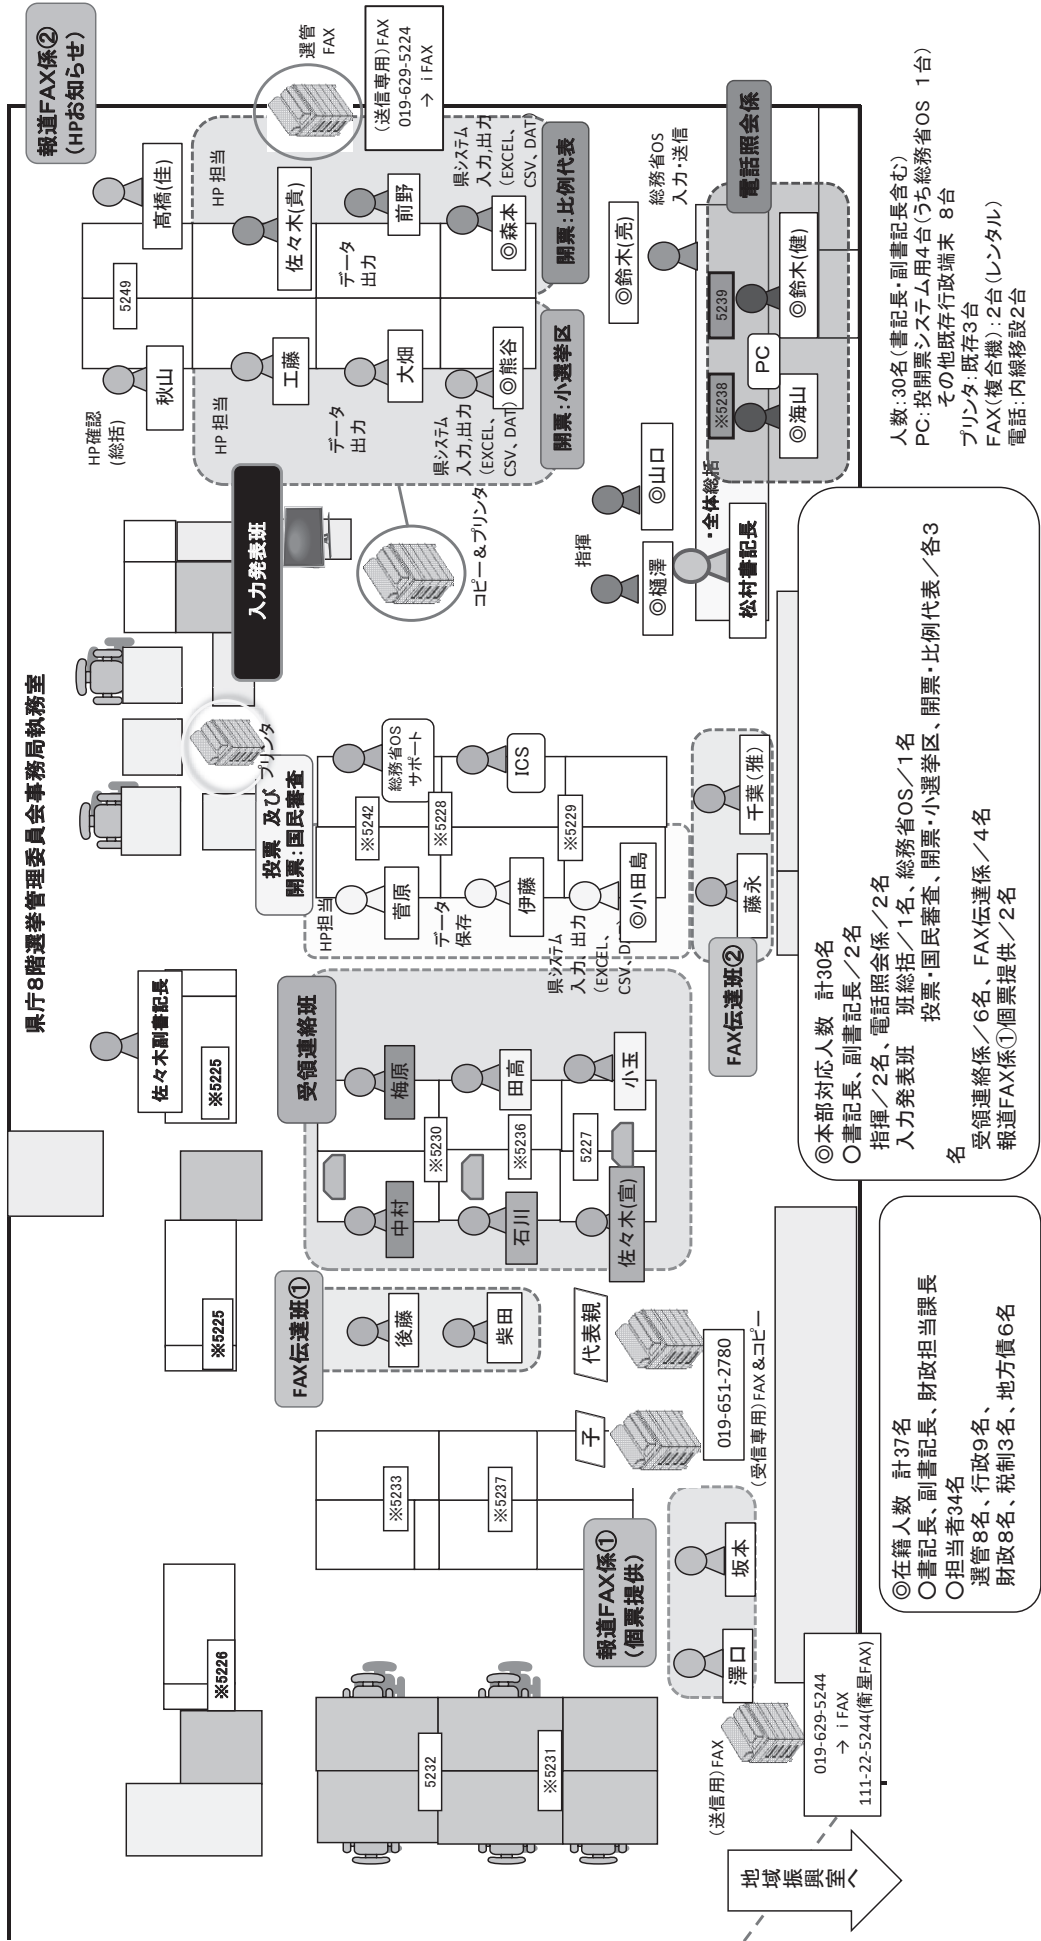 県庁８階選挙管理委員会事務局執務室
地域振興室へ
※5226
5232
※5231
(送信用)FAX
019-629-5244
→ ｉFAX
111-22-5244(衛星FAX)
報道FAX係①
(個票提供)
澤口
坂本
※5233
※5237
子
代表親
019-651-2780
(受信専用)FAX&コピー
※5225
FAX伝達班①
後藤
柴田
佐々木副書記長
※5225
受領連絡班
中村
石川
佐々木(宣)
※5230
※5236
5227
梅原
田高
小玉
FAX伝達班②
藤永
千葉(雅)
投票 及び
開票:国民審査
プリンタ
HP担当
菅原
データ
保存
伊藤
県システム
入力、出力
(EXCEL、
CSV、D
◎小田島
※5242
※5228
※5229
総務省OS
サポート
ICS
入力発表班
コピー&プリンタ
指揮
◎樋澤
◎山口
・全体総括
松村書記長
HP確認
(総括)
秋山
5249
髙橋(佳)
報道FAX係②
(HPお知らせ)
HP担当
工藤
データ
出力
大畑
県システム
入力,出力
(EXCEL、
CSV、DAT)
◎熊谷
開票:小選挙区
HP担当
佐々木(貴)
データ
出力
前野
県システム
入力,出力
(EXCEL、
CSV、DAT)
◎森本
開票:比例代表
選管
FAX
(送信専用)FAX
019-629-5224
→ ｉFAX
総務省OS
入力・送信
◎鈴木(亮)
電話照会係
※5238
5239
PC
◎海山
◎鈴木(健)
人数:30名(書記長・副書記長含む)
PC:投開票システム用4台(うち総務省OS 1台)
その他既存行政端末 8台
プリンタ:既存3台
FAX(複合機):2台(レンタル)
電話:内線移設2台
◎本部対応人数 計30名
○書記長、副書記長/2名
指揮/2名、電話照会係/2名
入力発表班 班総括/1名、総務省OS/1名
投票・国民審査、開票・小選挙区、開票・比例代表/各3
名
受領連絡係/6名、FAX伝達係/4名
報道FAX係①個票提供/2名
◎在籍人数 計37名
○書記長、副書記長、財政担当課長
○担当者34名
選管8名、行政9名、
財政8名、税制3名、地方債6名